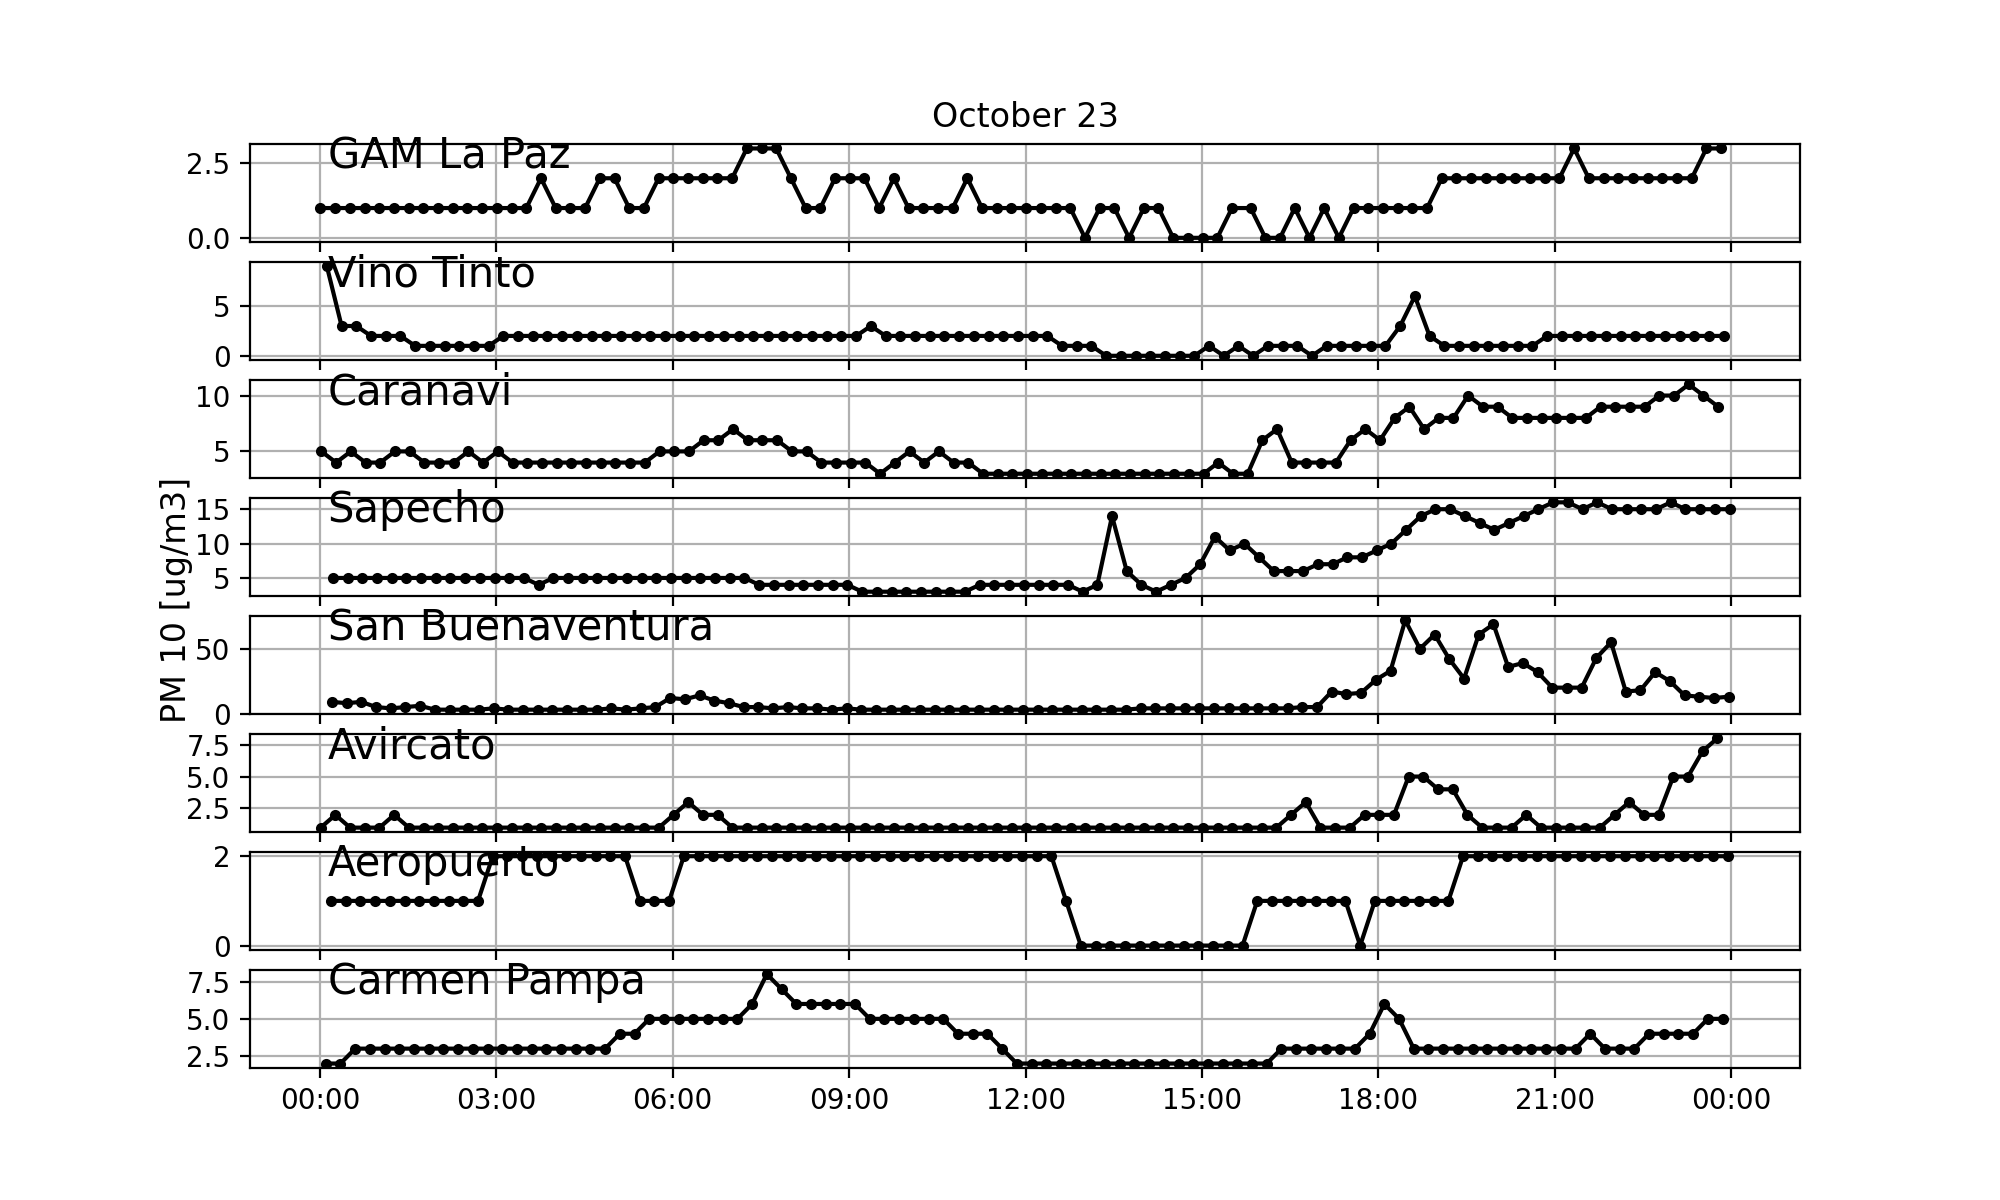 October 23
PM 10 [ug/m3]
GAM La Paz
2.5
0.0
Vino Tinto
5
0
Caranavi
10
5
Sapecho
15
10
5
San Buenaventura
50
0
Avircato
7.5
5.0
2.5
Aeropuerto
2
0
Carmen Pampa
7.5
5.0
2.5
00:00 03:00 06:00 09:00 12:00 15:00 18:00 21:00 00:00